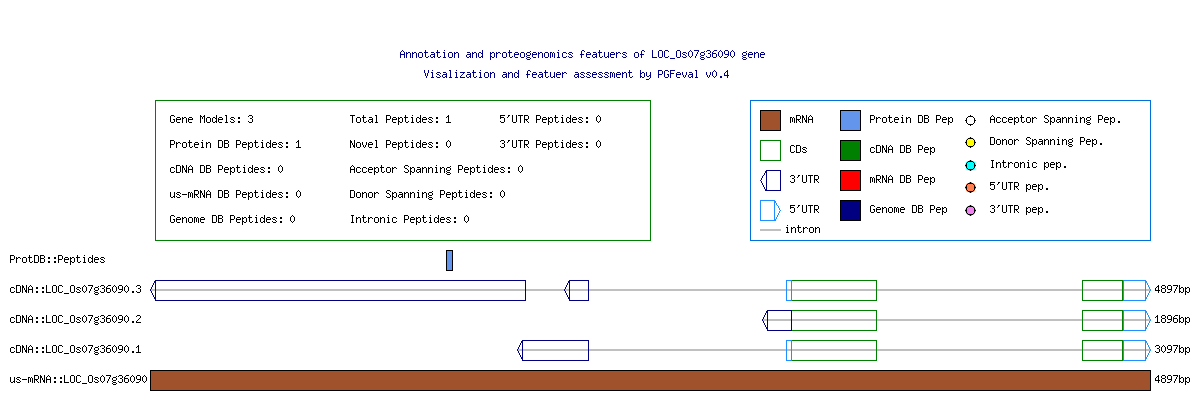 Annotation and proteogenomics featuers of LOC_Os07g36090 gene
Visalization and featuer assessment by PGFeval v0.4
Gene Models: 3 Total Peptides: 1 5'UTR Peptides: 0
Protein DB Peptides: 1 Novel Peptides: 0 3'UTR Peptides: 0
cDNA DB Peptides: 0 Acceptor Spanning Peptides: 0
us-mRNA DB Peptides: 0 Donor Spanning Peptides: 0
Genome DB Peptides: 0 Intronic Peptides: 0
mRNA Protein DB Pep Acceptor Spanning Pep.
CDs cDNA DB Pep Donor Spanning Pep.
3'UTR mRNA DB Pep Intronic pep.
5'UTR Genome DB Pep 5'UTR pep.
intron 3'UTR pep.
ProtDB::Peptides
cDNA::LOC_Os07g36090.3 4897bp
cDNA::LOC_Os07g36090.2 1896bp
cDNA::LOC_Os07g36090.1 3097bp
us-mRNA::LOC_Os07g36090 4897bp